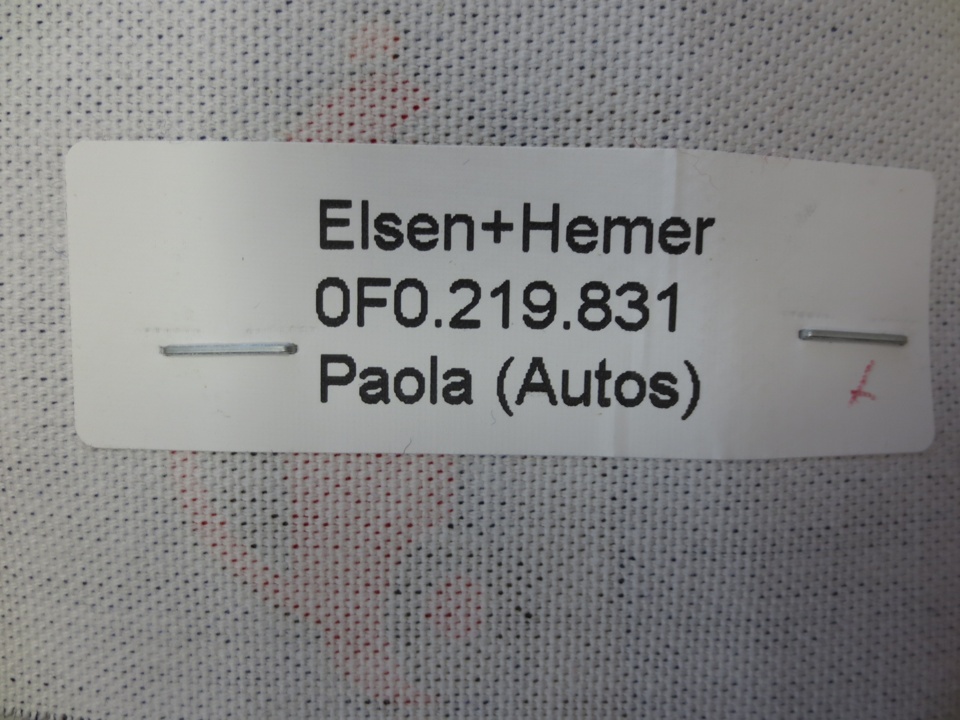 Elsen+Hemer
0F0.219.831
Paola (Autos)